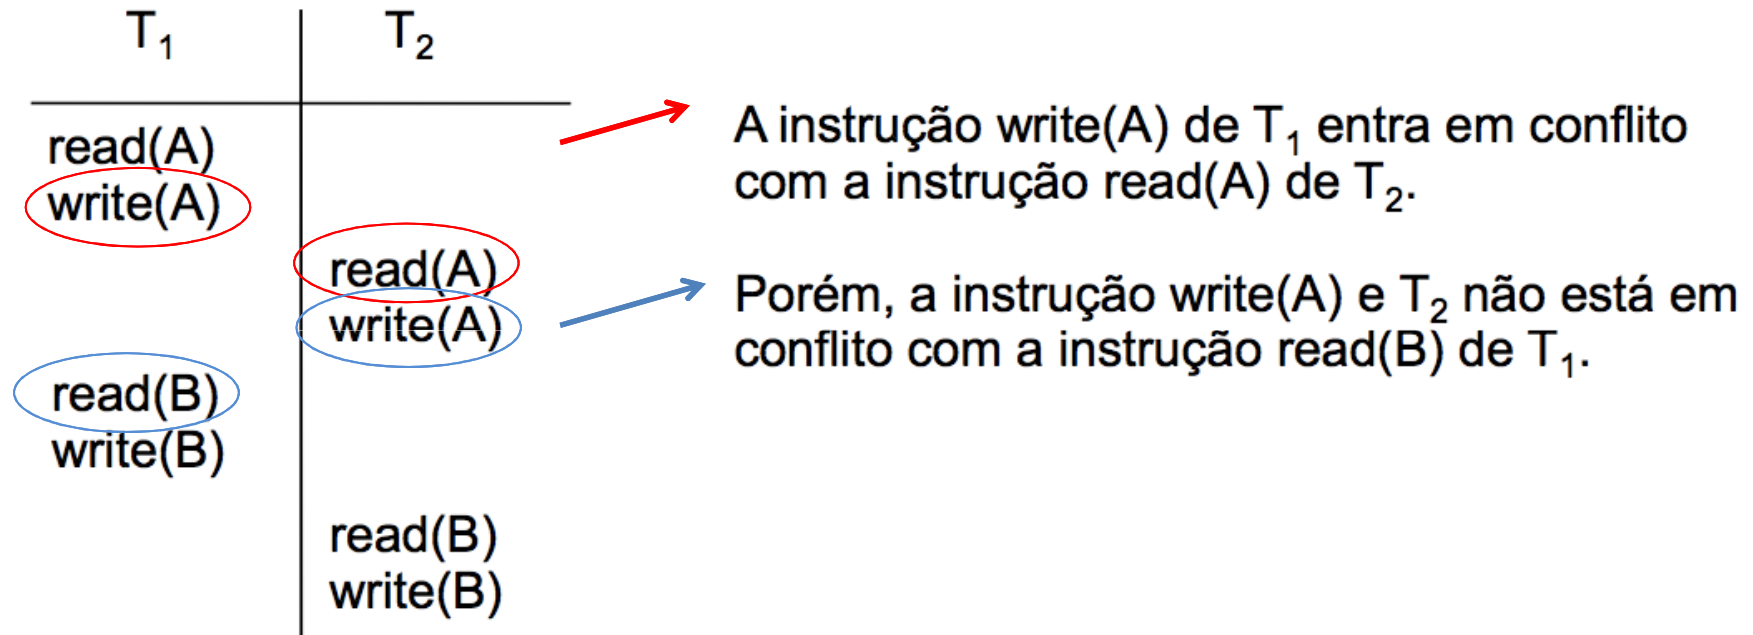 T₁ T₂
read(A)
write(A)
read(A)
write(A)
read(B)
write(B)
read(B)
write(B)
A instrução write(A) de T₁ entra em conflito
com a instrução read(A) de T₂.
Porém, a instrução write(A) e T₂ não está em
conflito com a instrução read(B) de T₁.